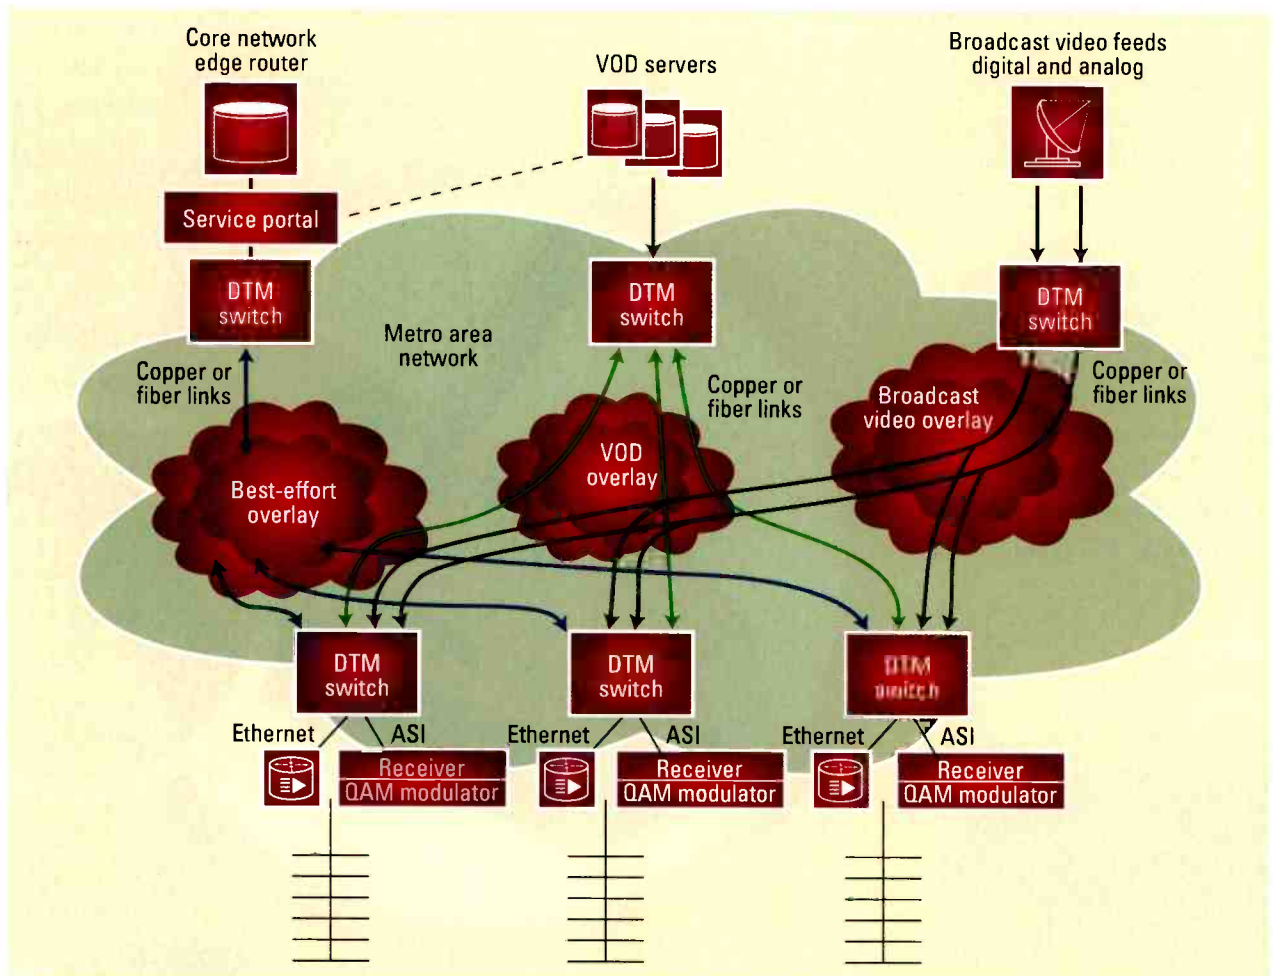 Core network
edge router
VOD servers
Broadcast video feeds
digital and analog
Service portal
DTM
switch
DTM
switch
DTM
switch
Metro area
network
Copper or
fiber links
Copper or
fiber links
Copper or
fiber links
Broadcast
video overlay
VOD
overlay
Best-effort
overlay
DTM
switch
DTM
switch
DTM
switch
Ethernet
ASI
Ethernet
ASI
Ethernet
ASI
Receiver
QAM modulator
Receiver
QAM modulator
Receiver
QAM modulator